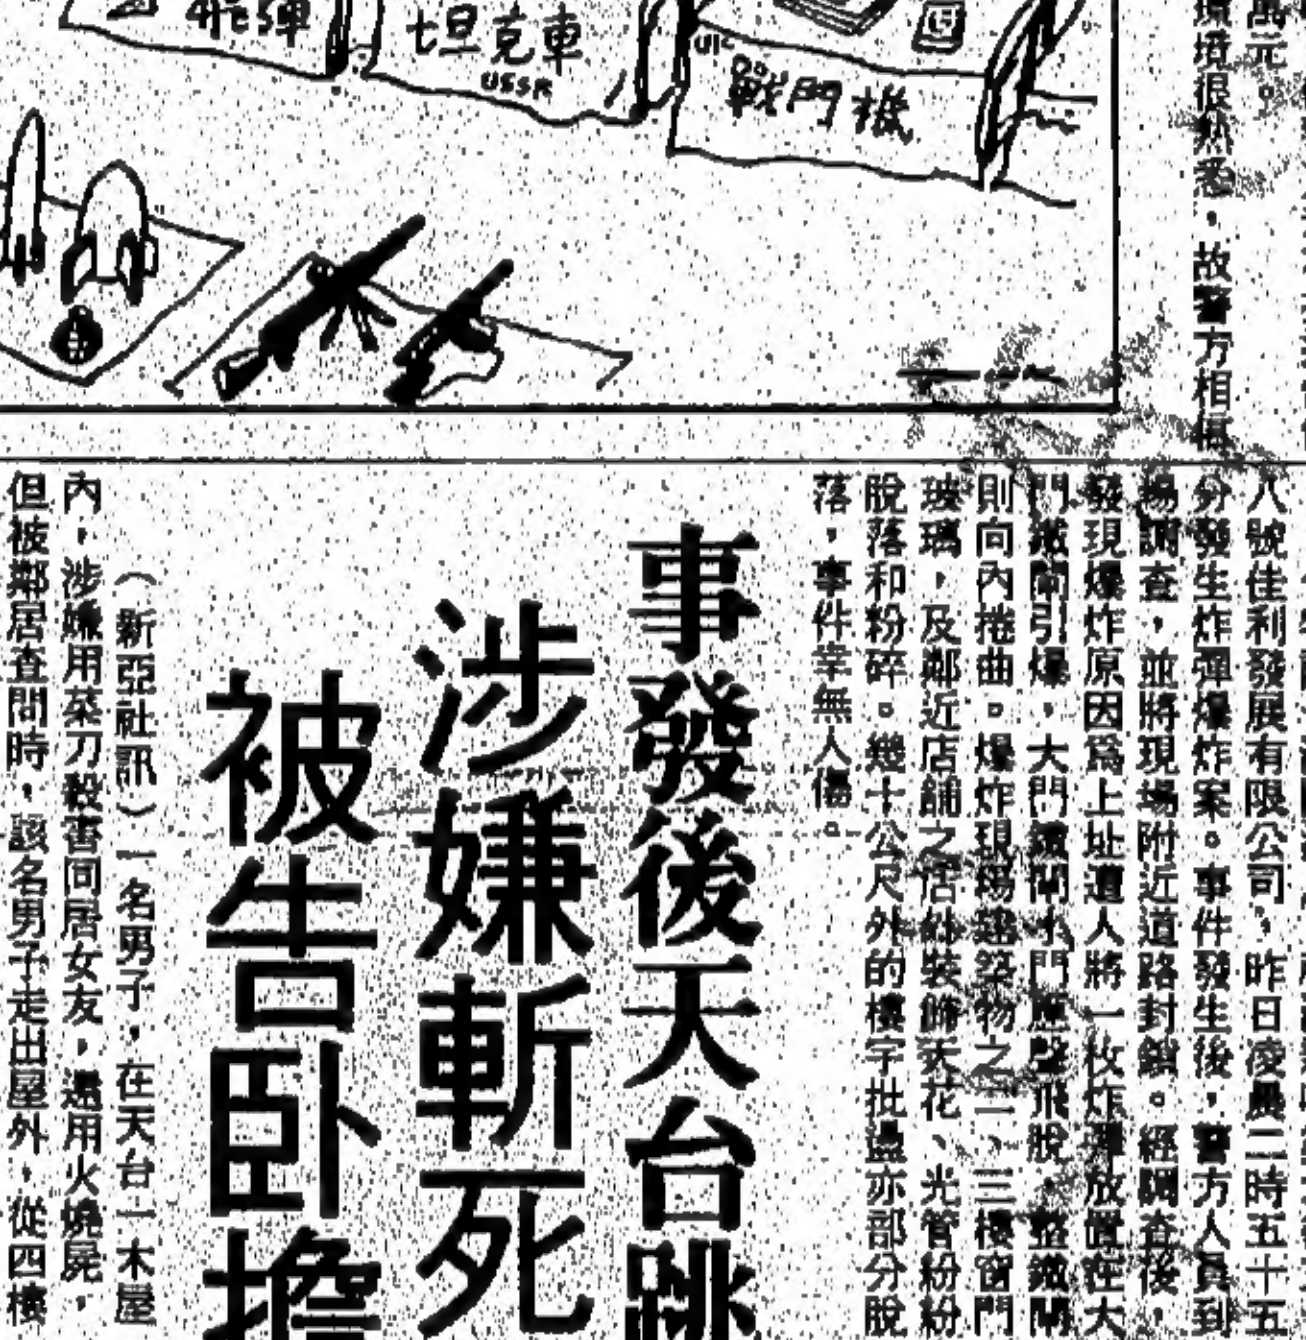 飛彈
坦克車
USSR
戰鬥機
萬元。
環境很熟悉，故警方相信
八號佳利發展有限公司，昨日凌晨二時五十五
分發生炸彈爆炸案。事件發生後，警方人員到
場調查，並將現場附近道路封鎖。經調查後，
發現爆炸原因爲上址遭人將一枚炸彈放置在大
門鐵閘引爆，大門鐵閘小門應聲飛脫，整鐵閘
則向內捲曲。爆炸現場建築物之二、三樓窗門
玻璃，及鄰近店舖之店外裝飾天花、光管紛紛
脫落和粉碎。幾十公尺外的樓宇批盪亦部分脫
落，事件幸無人傷。
事發後天台跳
涉嫌斬死
被告卧擔
（新亞社訊）一名男子，在天台一木屋
內，涉嫌用菜刀殺害同居女友，還用火燒屍，
但被鄰居查問時，該名男子走出屋外，從四樓